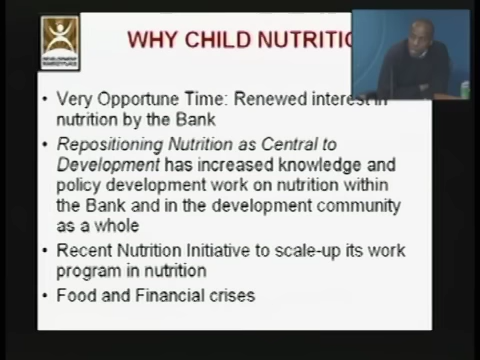 WHY CHILD NUTRITIO
• Very Opportune Time: Renewed interest in
nutrition by the Bank
• Repositioning Nutrition as Central to
Development has increased knowledge and
policy development work on nutrition within
the Bank and in the development community
as a whole
• Recent Nutrition Initiative to scale-up its work
program in nutrition
• Food and Financial crises
DEVELOPMENT
MARKETPLACE